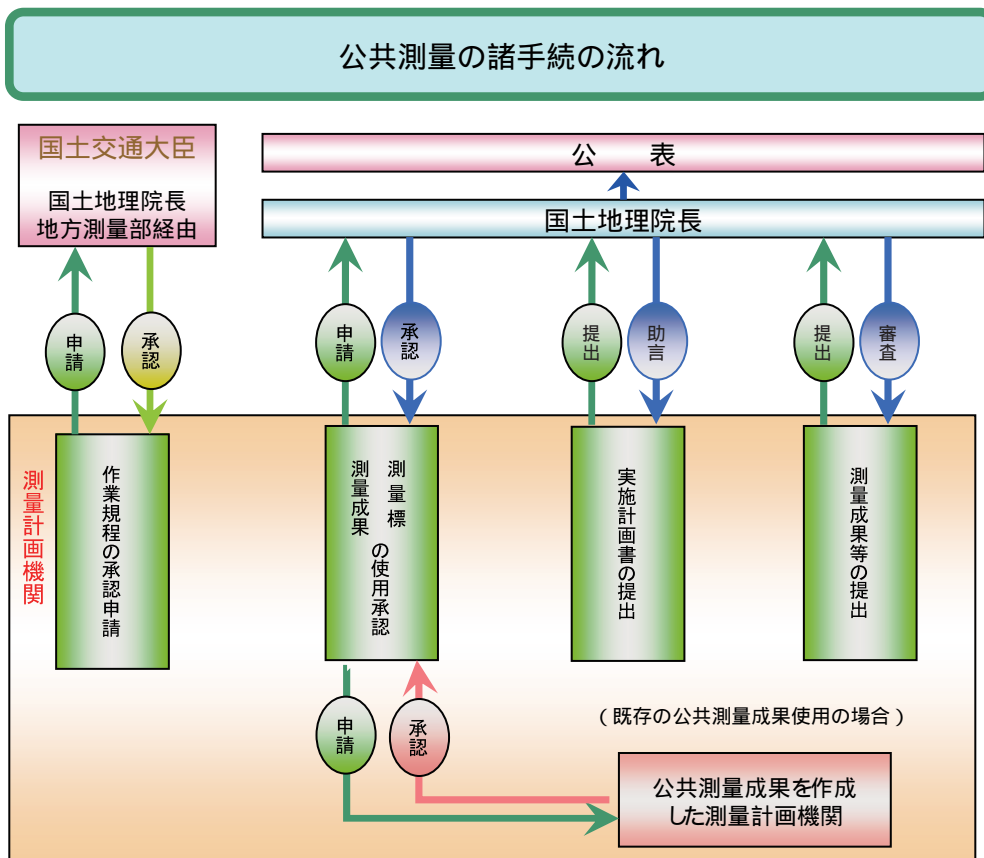 公共測量の諸手続の流れ
国土交通大臣
国土地理院長
地方測量部経由
公　　表
国土地理院長
申請
承認
申請
承認
提出
助言
提出
審査
測量計画機関
作業規程の承認申請
測量標
測量成果
の使用承認
実施計画書の提出
測量成果等の提出
申請
承認
（既存の公共測量成果使用の場合）
公共測量成果を作成
した測量計画機関